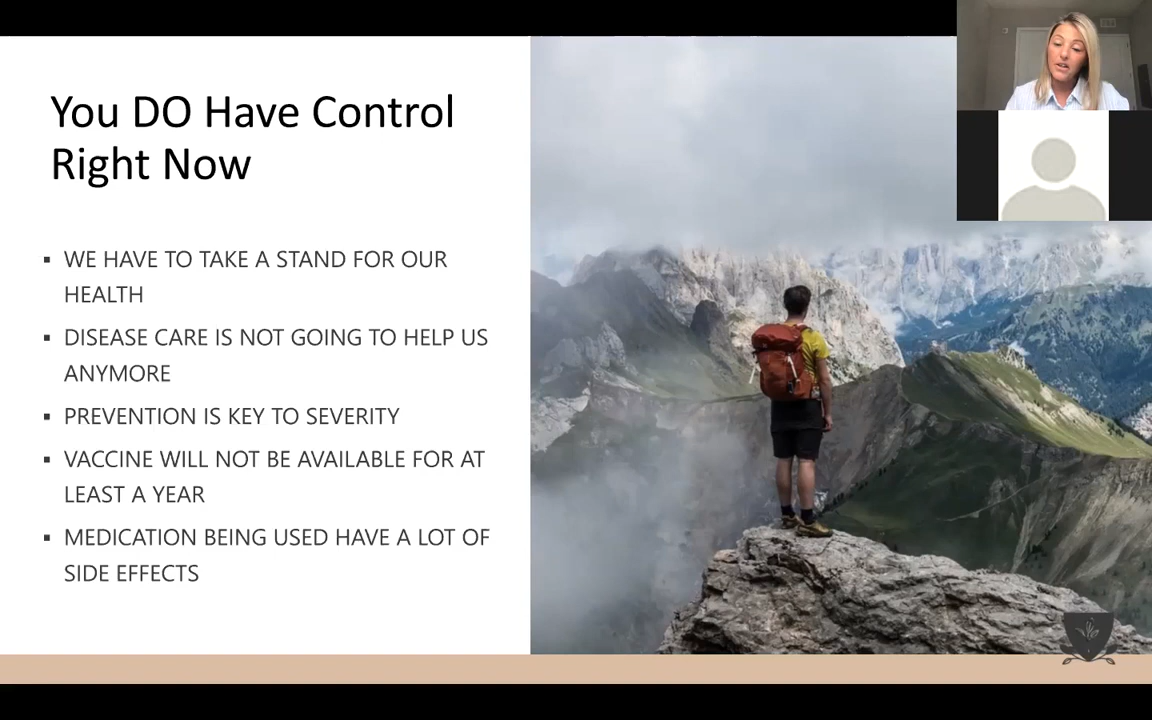 You DO Have Control
Right Now
▪ WE HAVE TO TAKE A STAND FOR OUR
HEALTH
▪ DISEASE CARE IS NOT GOING TO HELP US
ANYMORE
▪ PREVENTION IS KEY TO SEVERITY
▪ VACCINE WILL NOT BE AVAILABLE FOR AT
LEAST A YEAR
▪ MEDICATION BEING USED HAVE A LOT OF
SIDE EFFECTS